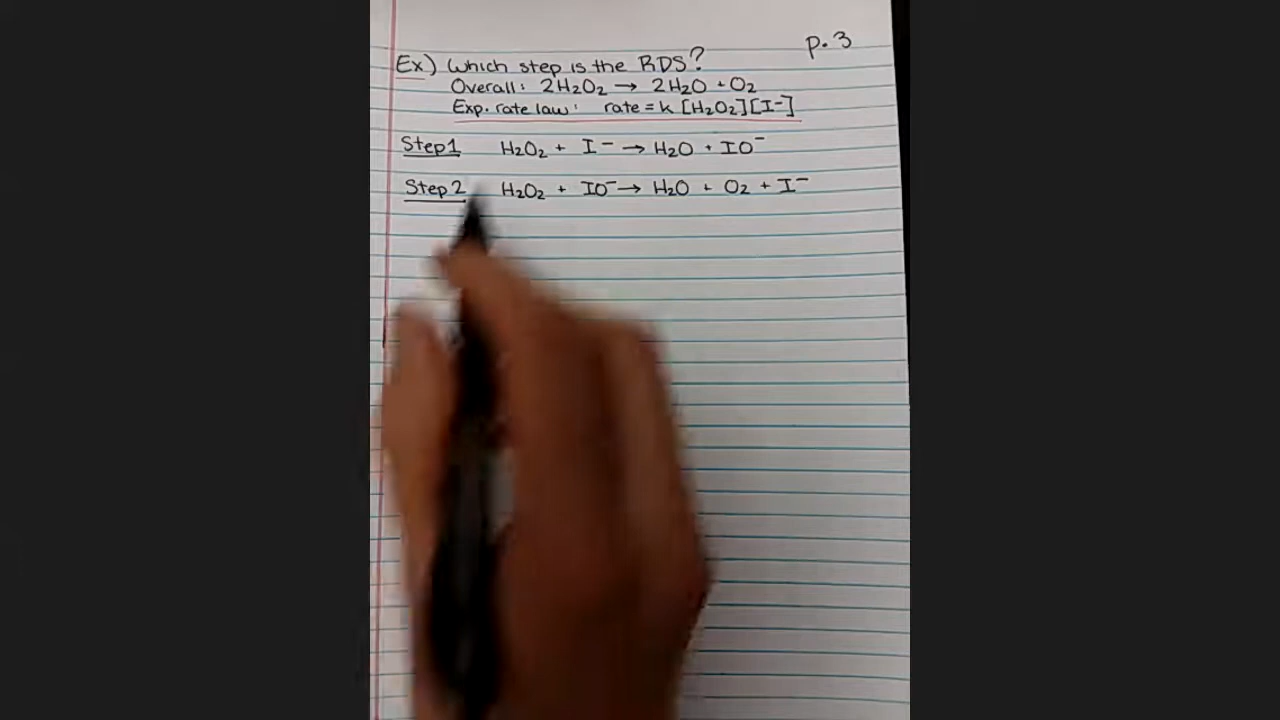 p. 3
Ex) Which step is the RDS?
Overall: 2H₂O₂ → 2H₂O + O₂
Exp. rate law: rate = k [H₂O₂][I⁻]
Step 1 H₂O₂ + I⁻ → H₂O + IO⁻
Step 2 H₂O₂ + IO⁻ → H₂O + O₂ + I⁻